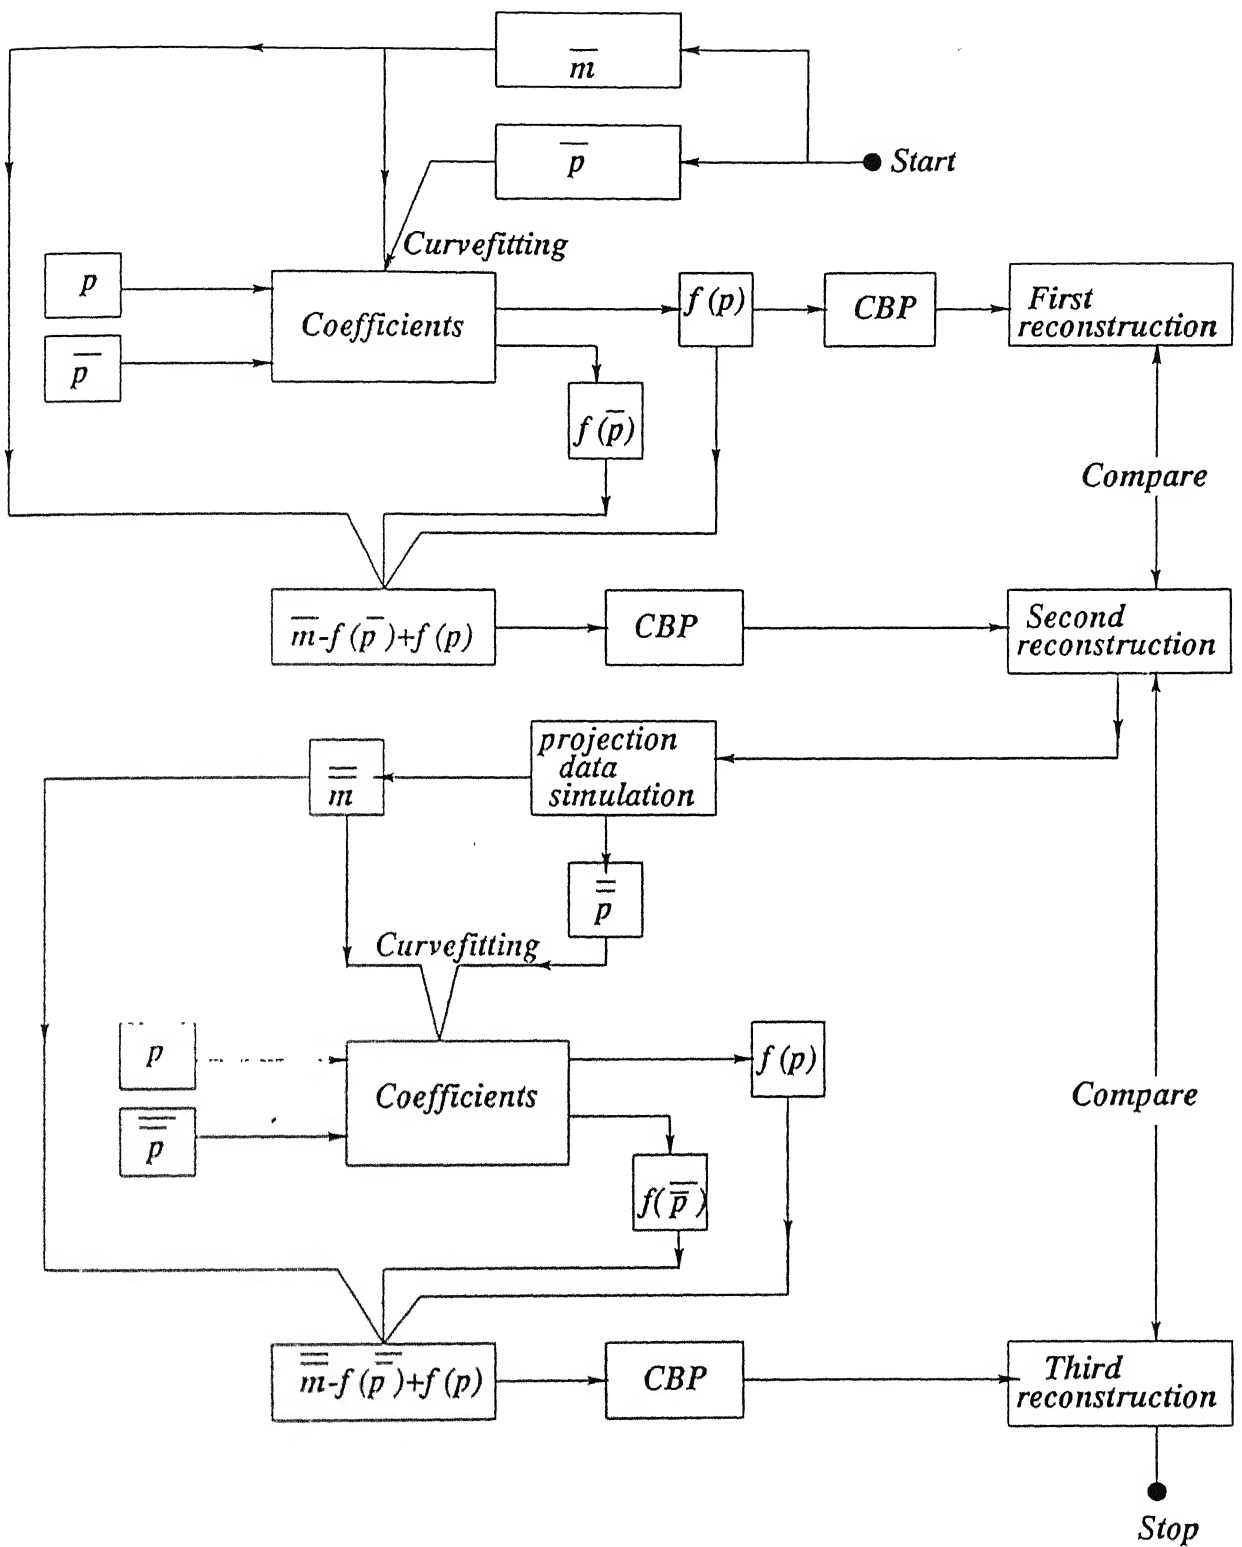 m̅
p̅
Start
Curvefitting
p
p̅
Coefficients
f(p)
CBP
First
reconstruction
f(p̅)
Compare
m̅-f(p̅)+f(p)
CBP
Second
reconstruction
projection
data
simulation
m̿
p̿
Curvefitting
p
p̿
Coefficients
f(p)
f(p̿)
Compare
m̿-f(p̿)+f(p)
CBP
Third
reconstruction
Stop